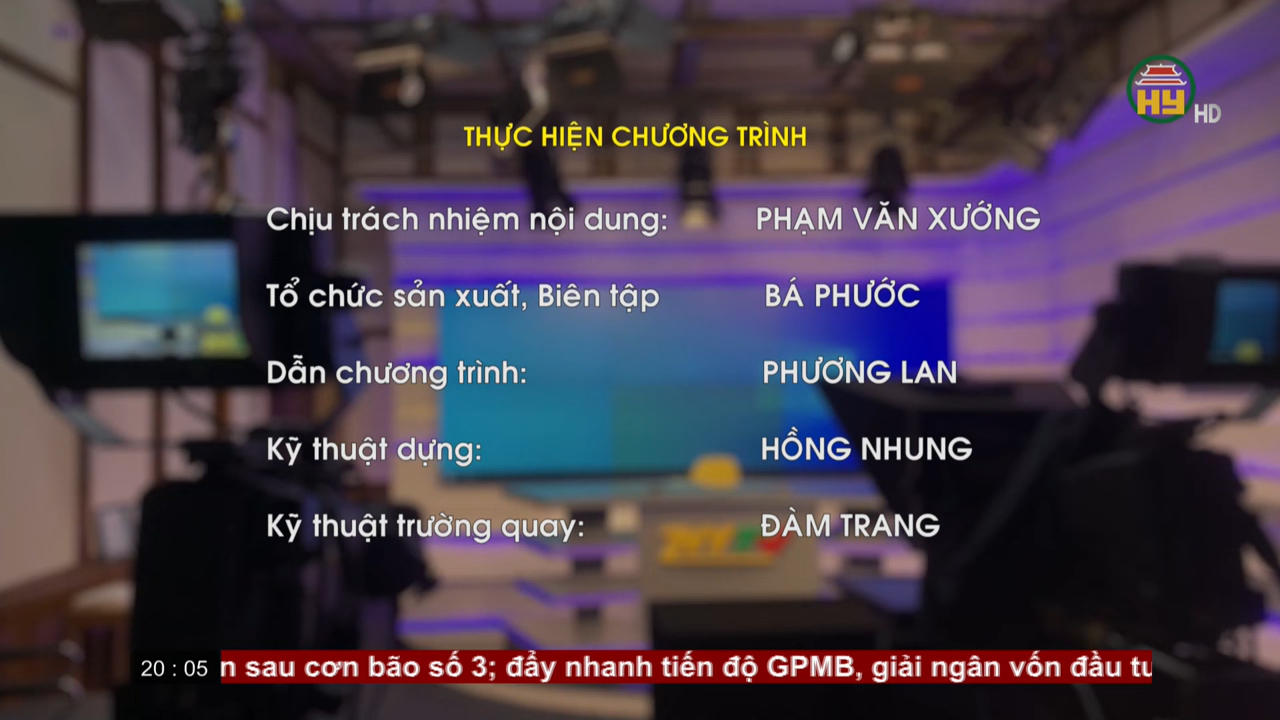 HY HD
THỰC HIỆN CHƯƠNG TRÌNH
Chịu trách nhiệm nội dung: PHẠM VĂN XƯỚNG
Tổ chức sản xuất, Biên tập BÁ PHƯỚC
Dẫn chương trình: PHƯƠNG LAN
Kỹ thuật dựng: HỒNG NHUNG
Kỹ thuật trường quay: ĐÀM TRANG
20 : 05 n sau cơn bão số 3; đẩy nhanh tiến độ GPMB, giải ngân vốn đầu tư